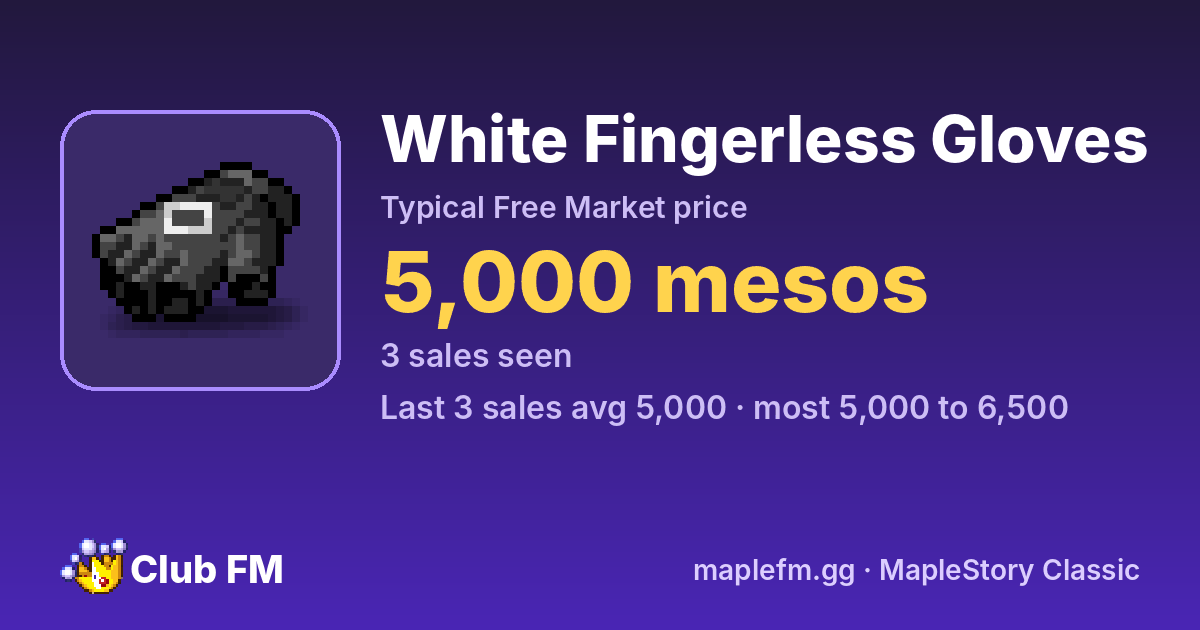 White Fingerless Gloves
Typical Free Market price
5,000 mesos
3 sales seen
Last 3 sales avg 5,000 · most 5,000 to 6,500
Club FM
maplefm.gg · MapleStory Classic